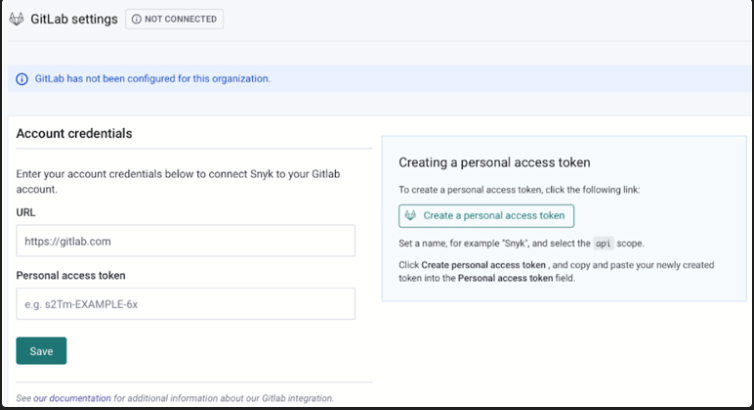 GitLab settings NOT CONNECTED
GitLab has not been configured for this organization.
Account credentials
Enter your account credentials below to connect Snyk to your Gitlab
account.
URL
https://gitlab.com
Personal access token
e.g. s2Tm-EXAMPLE-6x
Save
See our documentation for additional information about our Gitlab integration.
Creating a personal access token
To create a personal access token, click the following link:
Create a personal access token
Set a name, for example "Snyk", and select the api scope.
Click Create personal access token , and copy and paste your newly created
token into the Personal access token field.